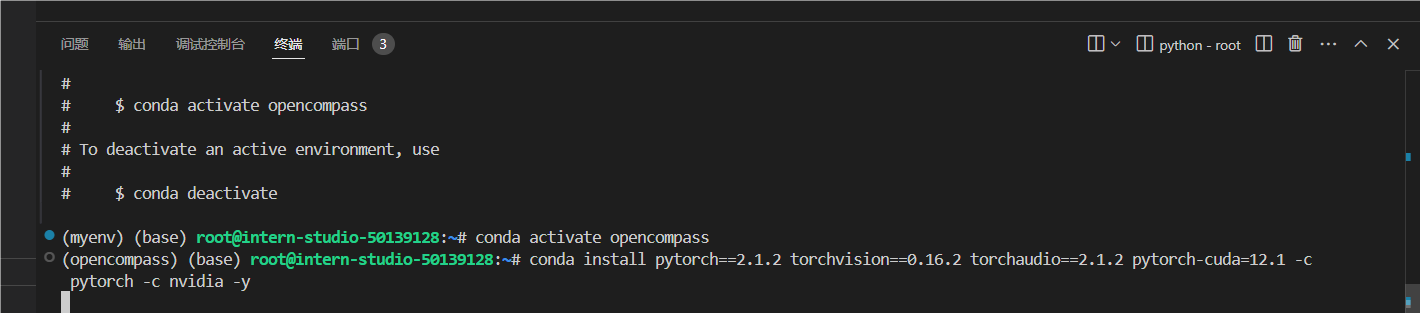 问题 输出 调试控制台 终端 端口 3 python - root
#
#     $ conda activate opencompass
#
# To deactivate an active environment, use
#
#     $ conda deactivate
(myenv) (base) root@intern-studio-50139128:~# conda activate opencompass
(opencompass) (base) root@intern-studio-50139128:~# conda install pytorch==2.1.2 torchvision==0.16.2 torchaudio==2.1.2 pytorch-cuda=12.1 -c
pytorch -c nvidia -y